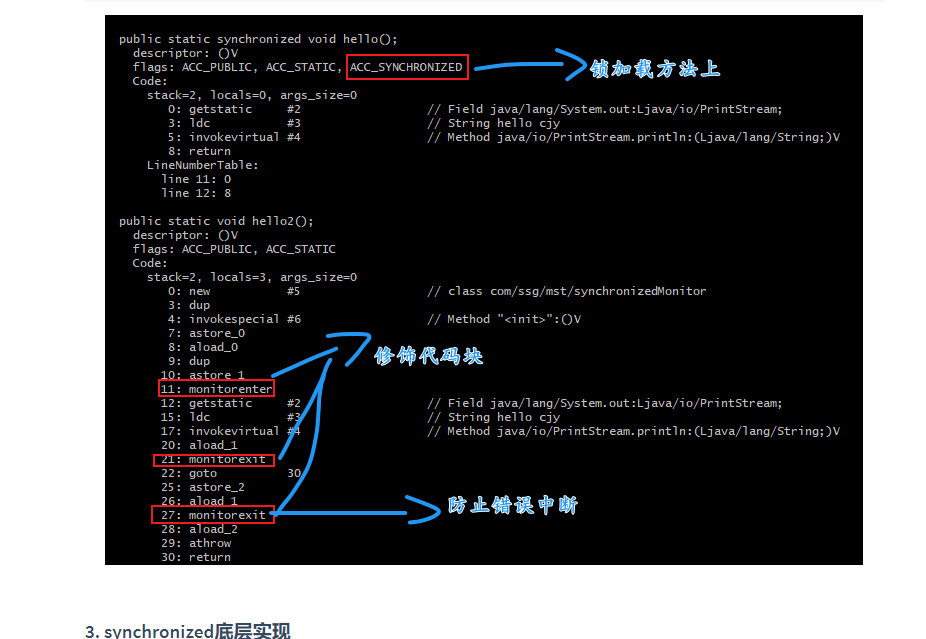 public static synchronized void hello();
descriptor: ()V
flags: ACC_PUBLIC, ACC_STATIC, ACC_SYNCHRONIZED
锁加载方法上
Code:
stack=2, locals=0, args_size=0
0: getstatic #2 // Field java/lang/System.out:Ljava/io/PrintStream;
3: ldc #3 // String hello cjy
5: invokevirtual #4 // Method java/io/PrintStream.println:(Ljava/lang/String;)V
8: return
LineNumberTable:
line 11: 0
line 12: 8
public static void hello2();
descriptor: ()V
flags: ACC_PUBLIC, ACC_STATIC
Code:
stack=2, locals=3, args_size=0
0: new #5 // class com/ssg/mst/synchronizedMonitor
3: dup
4: invokespecial #6 // Method "<init>":()V
7: astore_0
8: aload_0
修饰代码块
9: dup
10: astore_1
11: monitorenter
12: getstatic #2 // Field java/lang/System.out:Ljava/io/PrintStream;
15: ldc #3 // String hello cjy
17: invokevirtual #4 // Method java/io/PrintStream.println:(Ljava/lang/String;)V
20: aload_1
21: monitorexit
22: goto 30
25: astore_2
26: aload_1
防止错误中断
27: monitorexit
28: aload_2
29: athrow
30: return
3. synchronized底层实现